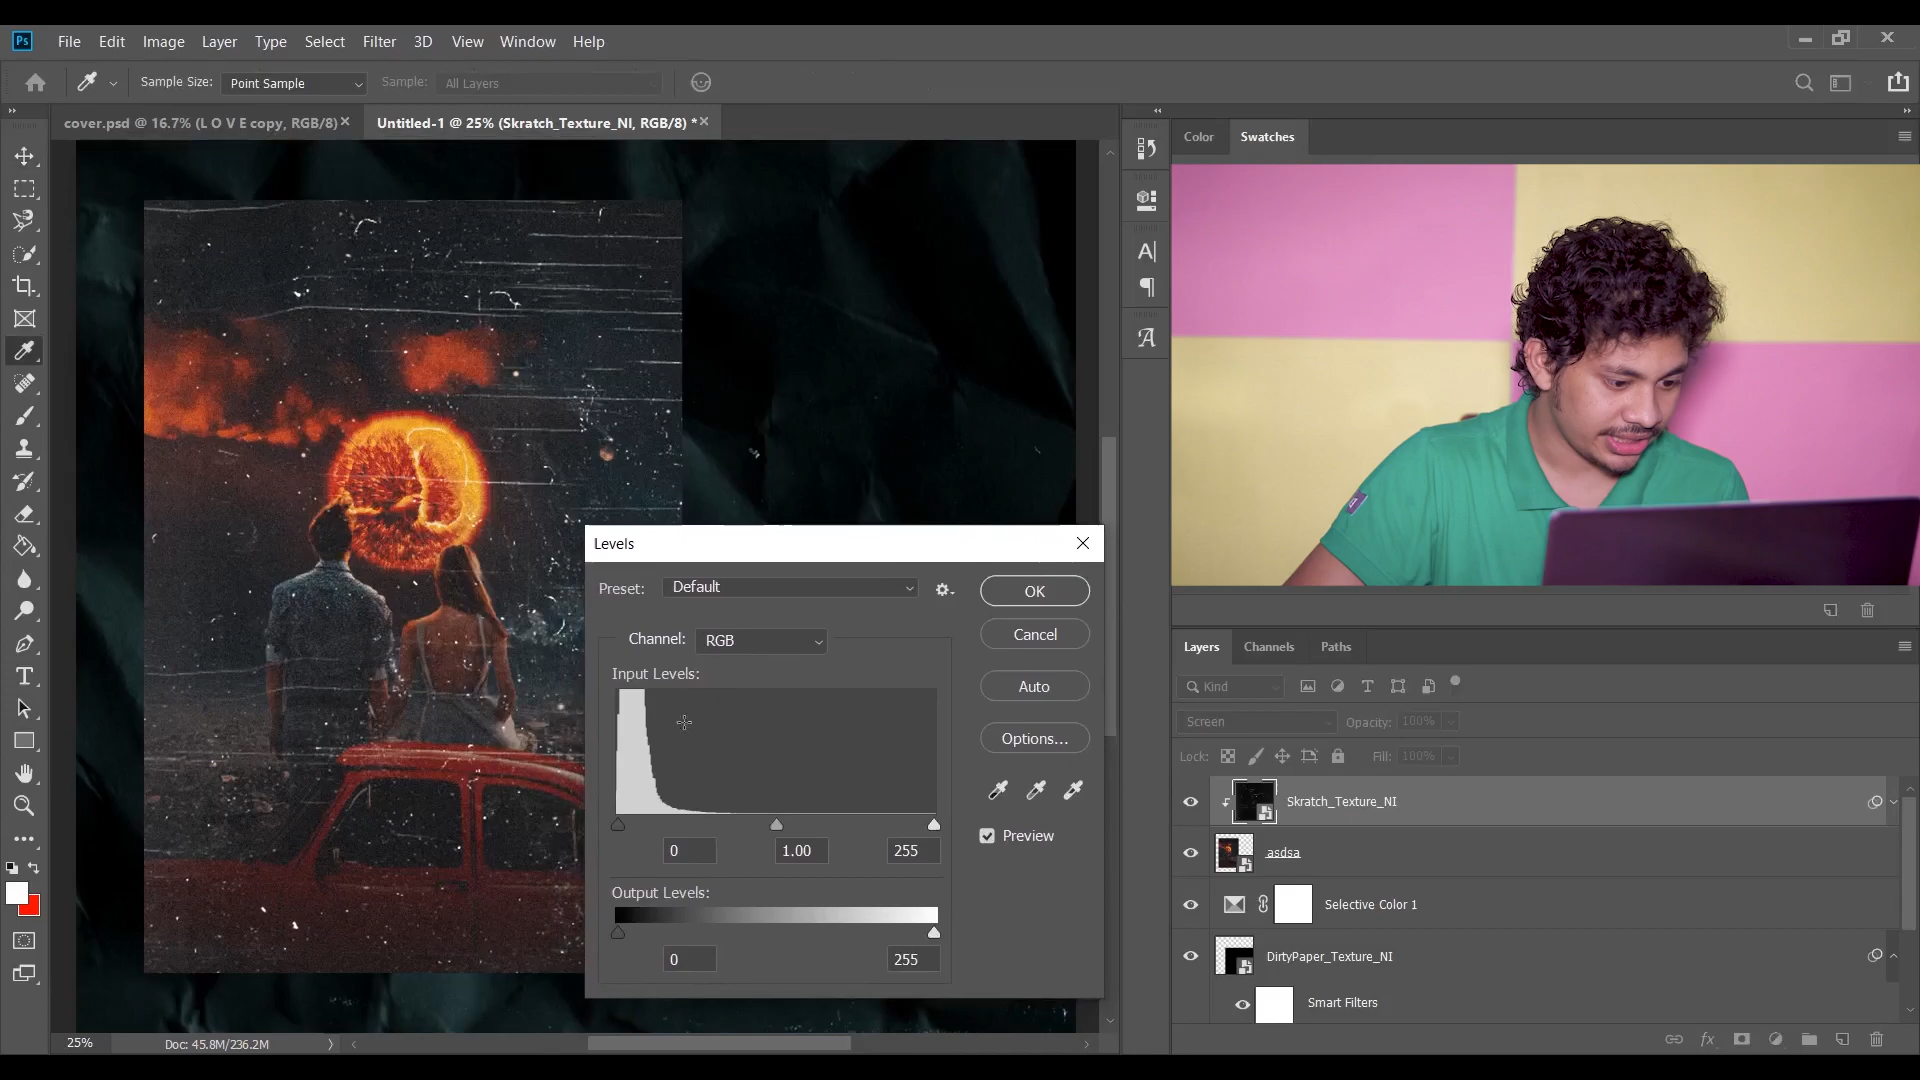 Ps File Edit Image Layer Type Select Filter 3D View Window Help
Sample Size: Point Sample Sample: All Layers
cover.psd @ 16.7% (L O V E copy, RGB/8) Untitled-1 @ 25% (Skratch_Texture_NI, RGB/8) *
Color Swatches
Levels
Preset: Default
OK
Channel: RGB
Cancel
Input Levels:
Auto
Options...
Preview
0 1.00 255
Output Levels:
0 255
Layers Channels Paths
Kind
Screen Opacity: 100%
Lock: Fill: 100%
Skratch_Texture_NI
asdsa
Selective Color 1
DirtyPaper_Texture_NI
Smart Filters
25% Doc: 45.8M/236.2M